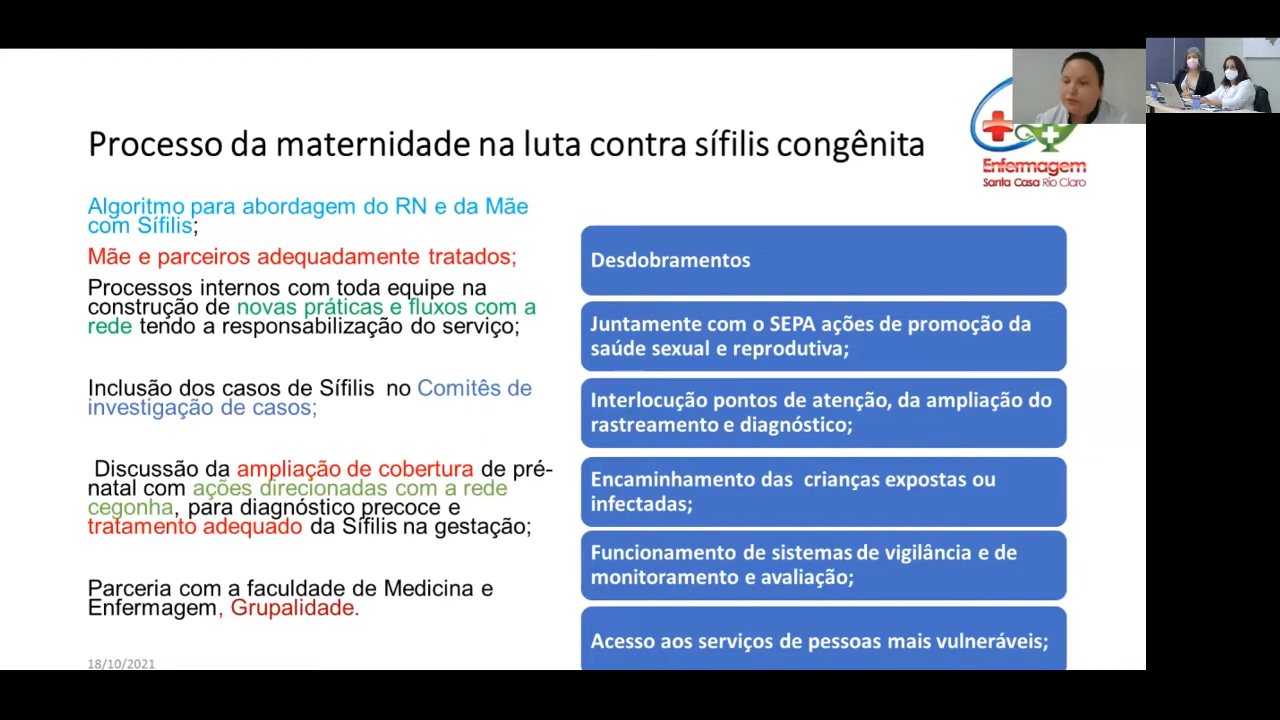 Processo da maternidade na luta contra sífilis congênita
Enfermagem
Santa Casa Rio Claro
Algoritmo para abordagem do RN e da Mãe
com Sífilis;
Mãe e parceiros adequadamente tratados;
Processos internos com toda equipe na
construção de novas práticas e fluxos com a
rede tendo a responsabilização do serviço;
Inclusão dos casos de Sífilis no Comitês de
investigação de casos;
Discussão da ampliação de cobertura de pré-
natal com ações direcionadas com a rede
cegonha, para diagnóstico precoce e
tratamento adequado da Sífilis na gestação;
Parceria com a faculdade de Medicina e
Enfermagem, Grupalidade.
18/10/2021
Desdobramentos
Juntamente com o SEPA ações de promoção da
saúde sexual e reprodutiva;
Interlocução pontos de atenção, da ampliação do
rastreamento e diagnóstico;
Encaminhamento das crianças expostas ou
infectadas;
Funcionamento de sistemas de vigilância e de
monitoramento e avaliação;
Acesso aos serviços de pessoas mais vulneráveis;